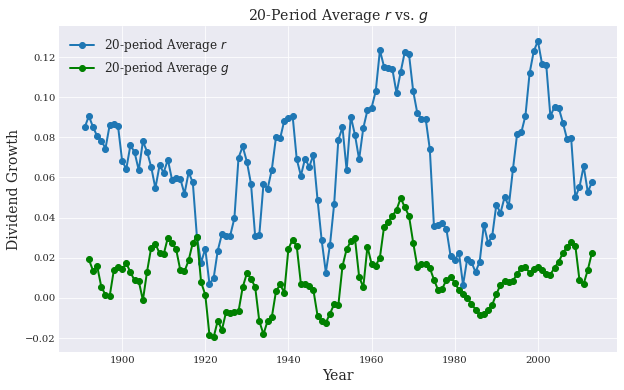 20-Period Average r vs. g
20-period Average r
20-period Average g
Dividend Growth
0.12
0.10
0.08
0.06
0.04
0.02
0.00
−0.02
1900
1920
1940
1960
1980
2000
Year